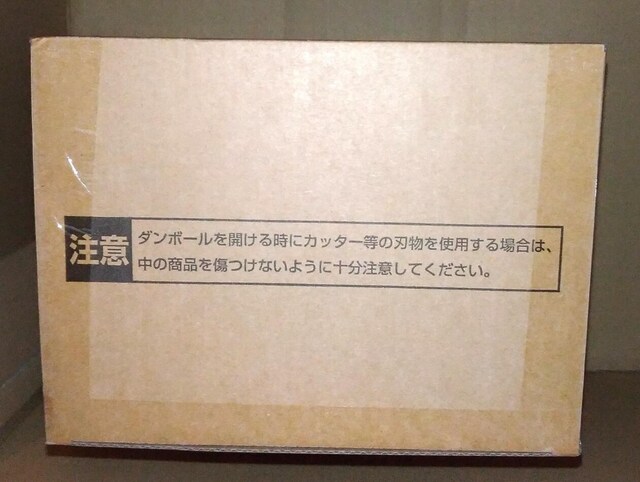 注意
ダンボールを開ける時にカッター等の刃物を使用する場合は、
中の商品を傷つけないように十分注意してください。